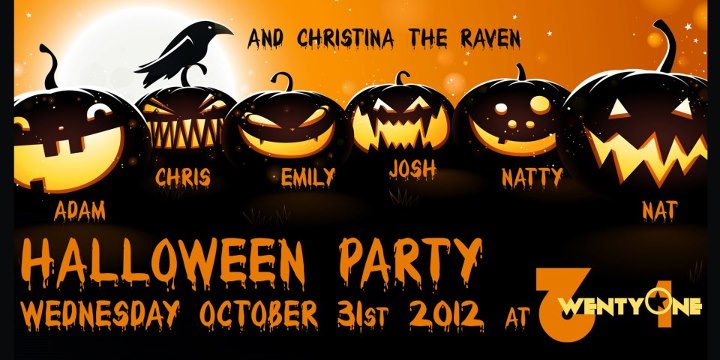 AND CHRISTINA THE RAVEN
CHRIS
EMILY
JOSH
NATTY
ADAM
NAT
HALLOWEEN PARTY
WEDNESDAY OCTOBER 31ST 2012 AT
WENTYONE